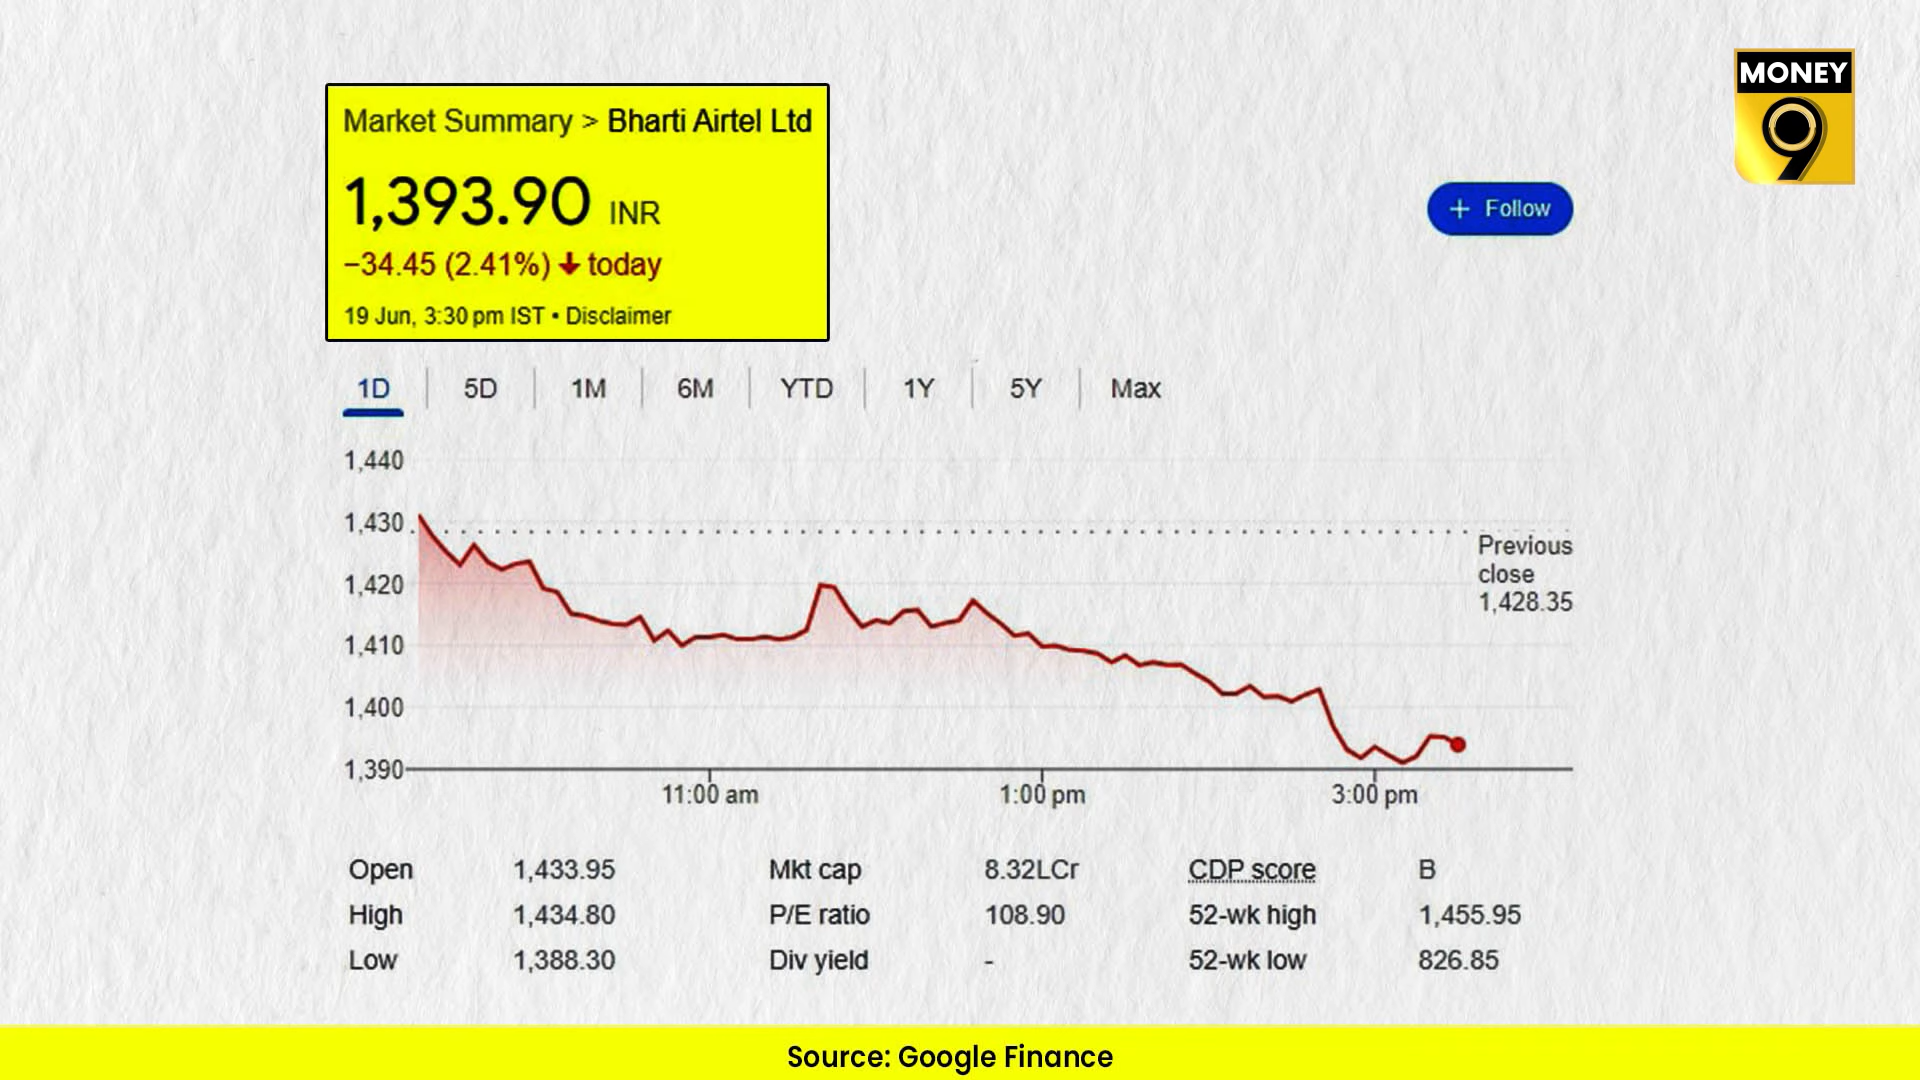 MONEY
9
Market Summary > Bharti Airtel Ltd
1,393.90 INR
−34.45 (2.41%) ↓ today
19 Jun, 3:30 pm IST • Disclaimer
+ Follow
1D 5D 1M 6M YTD 1Y 5Y Max
1,440
1,430
1,420
1,410
1,400
1,390
Previous
close
1,428.35
11:00 am 1:00 pm 3:00 pm
Open 1,433.95 Mkt cap 8.32LCr CDP score B
High 1,434.80 P/E ratio 108.90 52-wk high 1,455.95
Low 1,388.30 Div yield - 52-wk low 826.85
Source: Google Finance